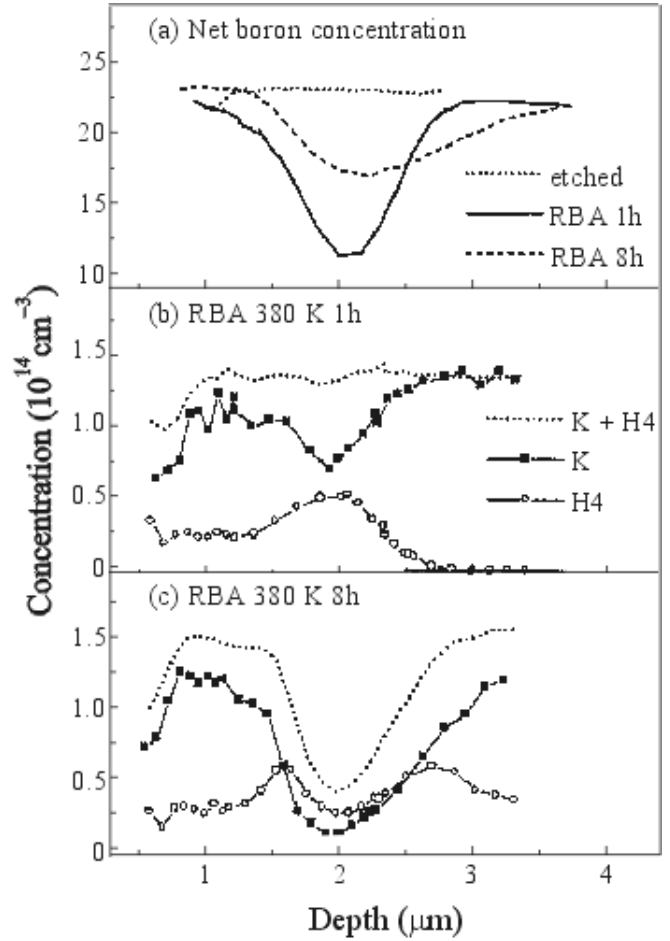 (a) Net boron concentration
25
20
15
10
etched
RBA 1h
RBA 8h
(b) RBA 380 K 1h
1.5
1.0
0.5
0
K + H4
K
H4
(c) RBA 380 K 8h
1.5
1.0
0.5
0
1 2 3 4
Depth (μm)
Concentration (10¹⁴ cm⁻³)